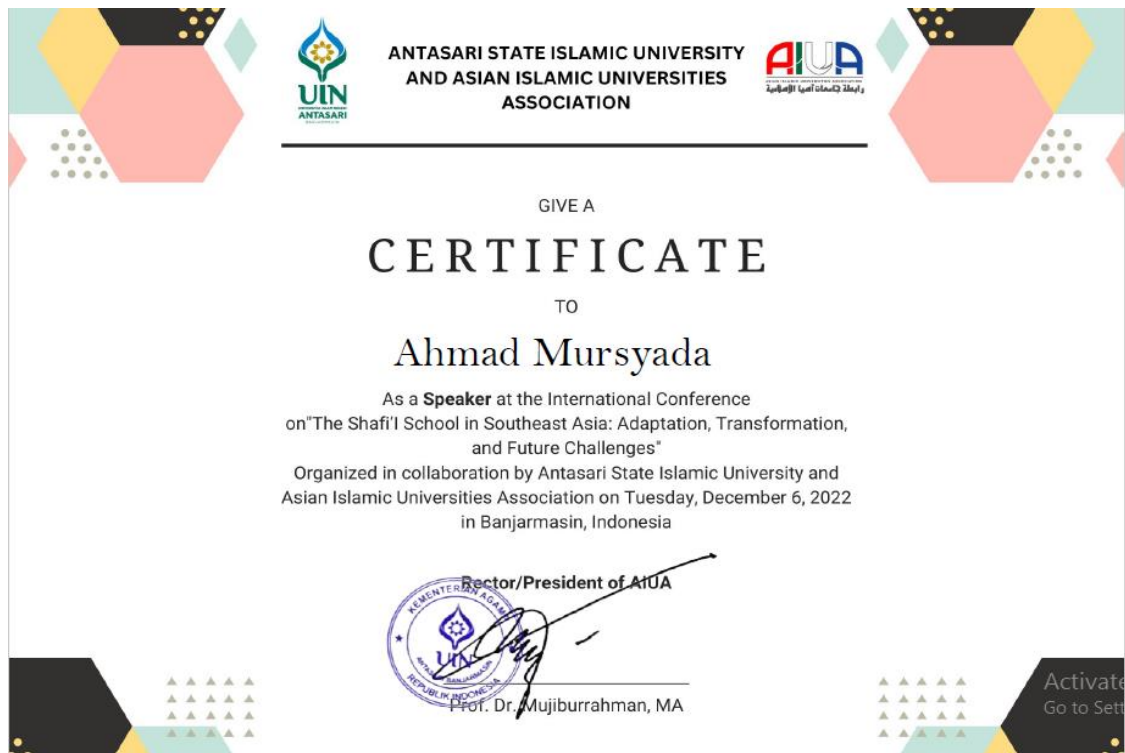 UIN
ANTASARI
ANTASARI STATE ISLAMIC UNIVERSITY
AND ASIAN ISLAMIC UNIVERSITIES
ASSOCIATION
AIUA
رابطة جامعات آسيا الإسلامية
GIVE A
CERTIFICATE
TO
Ahmad Mursyada
As a Speaker at the International Conference
on"The Shafi'I School in Southeast Asia: Adaptation, Transformation,
and Future Challenges"
Organized in collaboration by Antasari State Islamic University and
Asian Islamic Universities Association on Tuesday, December 6, 2022
in Banjarmasin, Indonesia
Rector/President of AIUA
KEMENTERIAN AGAMA
UIN
ANTASARI BANJARMASIN
REPUBLIK INDONESIA
Prof. Dr. Mujiburrahman, MA
Activate
Go to Sett